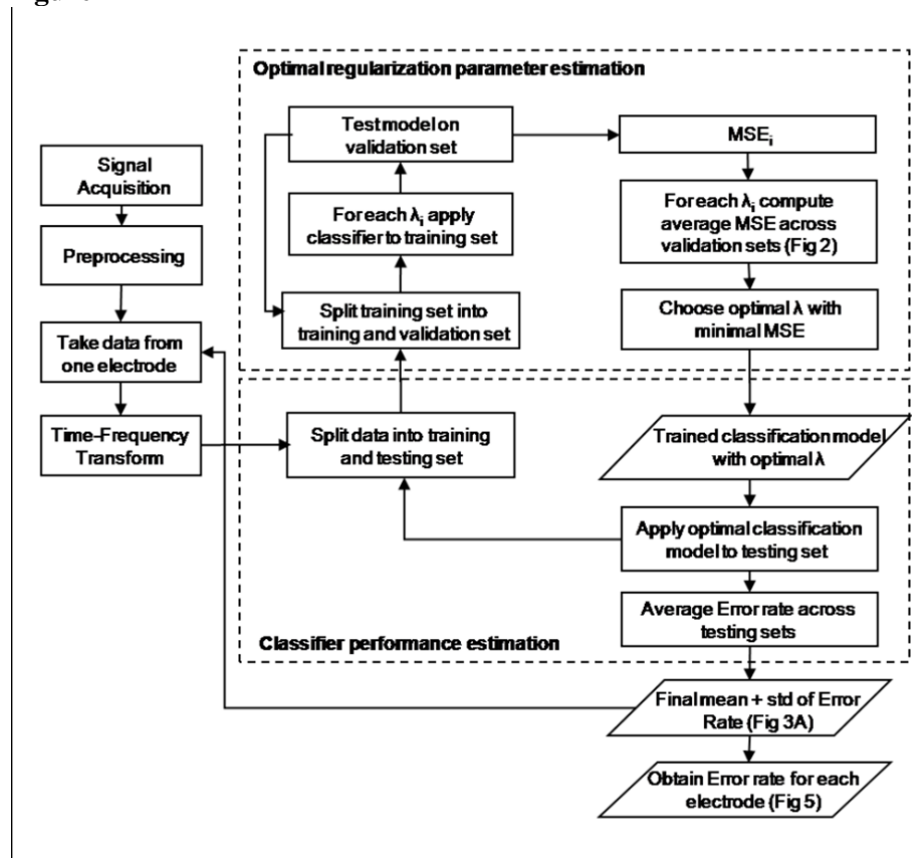 Optimal regularization parameter estimation
Test model on
validation set
MSEi
Signal
Acquisition
For each λi apply
classifier to training set
For each λi compute
average MSE across
validation sets (Fig 2)
Preprocessing
Split training set into
training and validation set
Choose optimal λ with
minimal MSE
Take data from
one electrode
Time-Frequency
Transform
Split data into training
and testing set
Trained classification model
with optimal λ
Apply optimal classification
model to testing set
Average Error rate across
testing sets
Classifier performance estimation
Final mean + std of Error
Rate (Fig 3A)
Obtain Error rate for each
electrode (Fig 5)